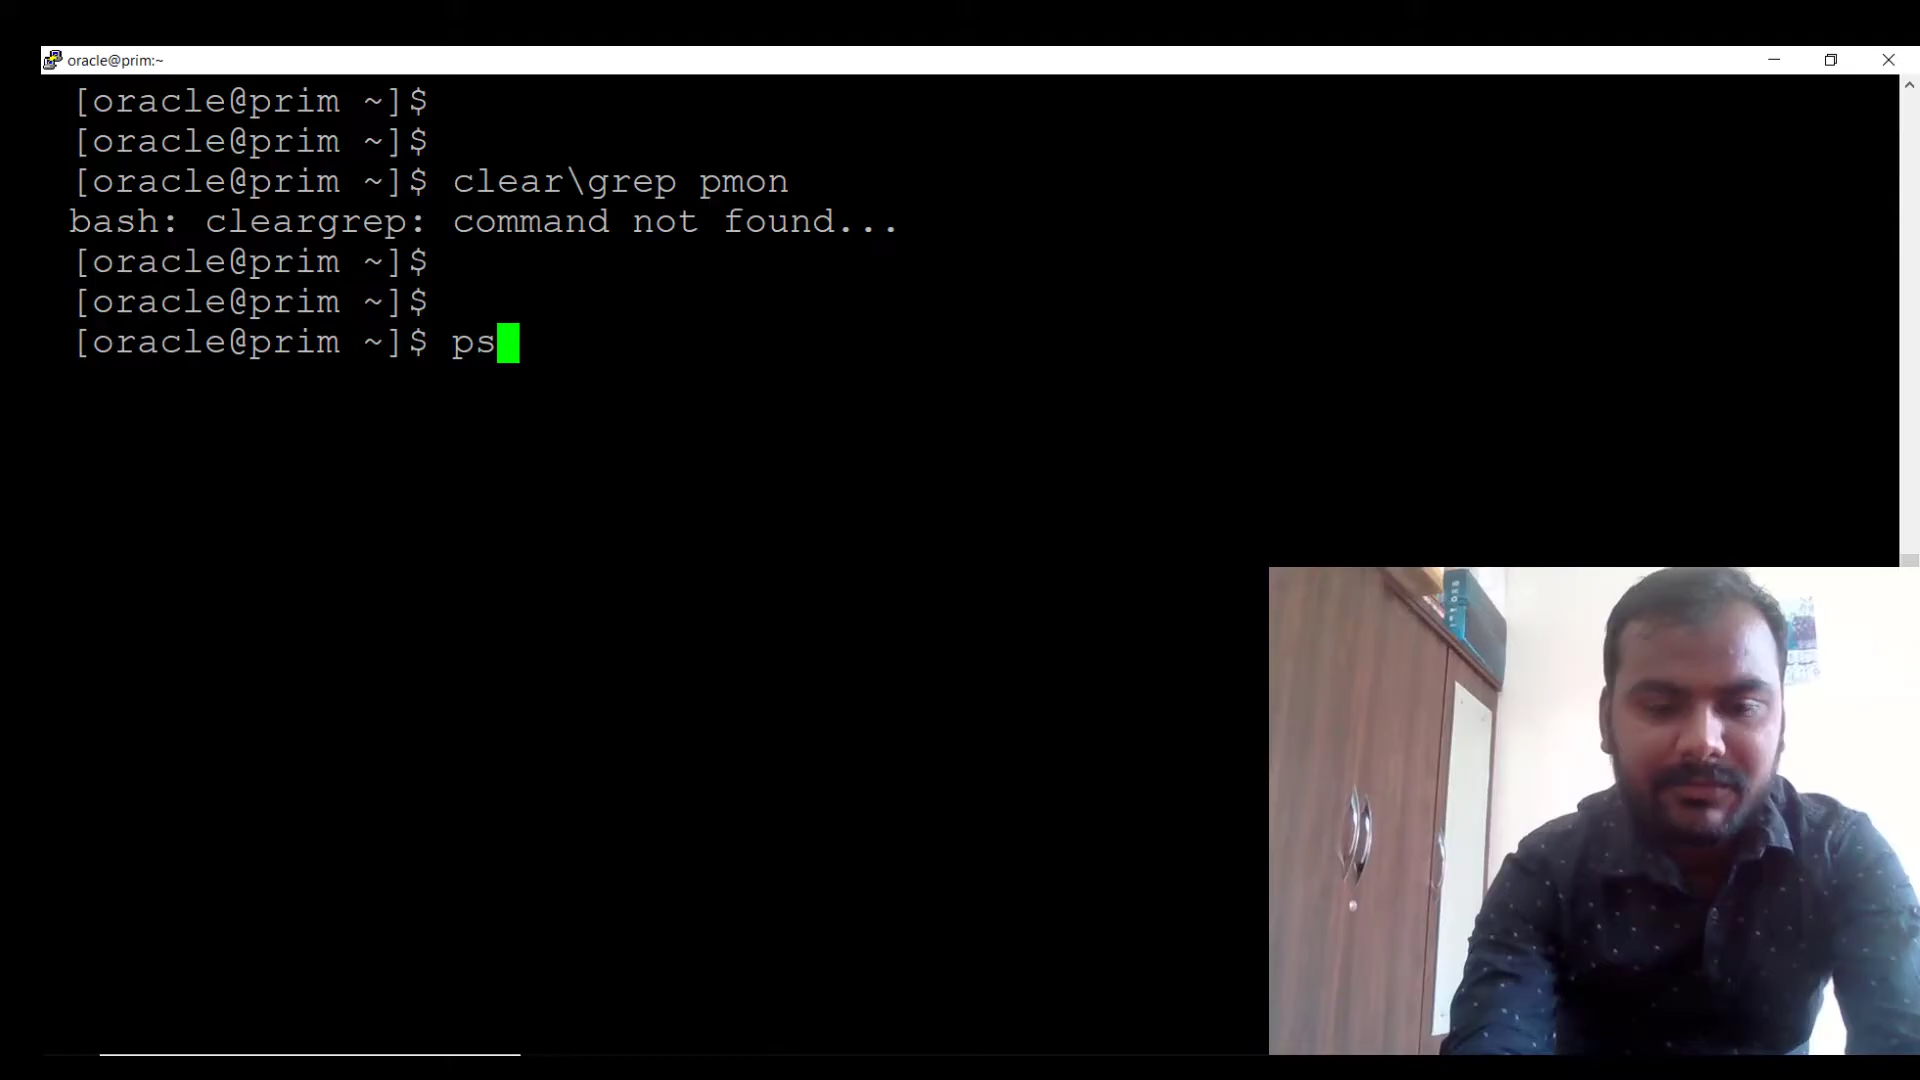 oracle@prim:~
[oracle@prim ~]$
[oracle@prim ~]$
[oracle@prim ~]$ clear\grep pmon
bash: cleargrep: command not found...
[oracle@prim ~]$
[oracle@prim ~]$
[oracle@prim ~]$ ps